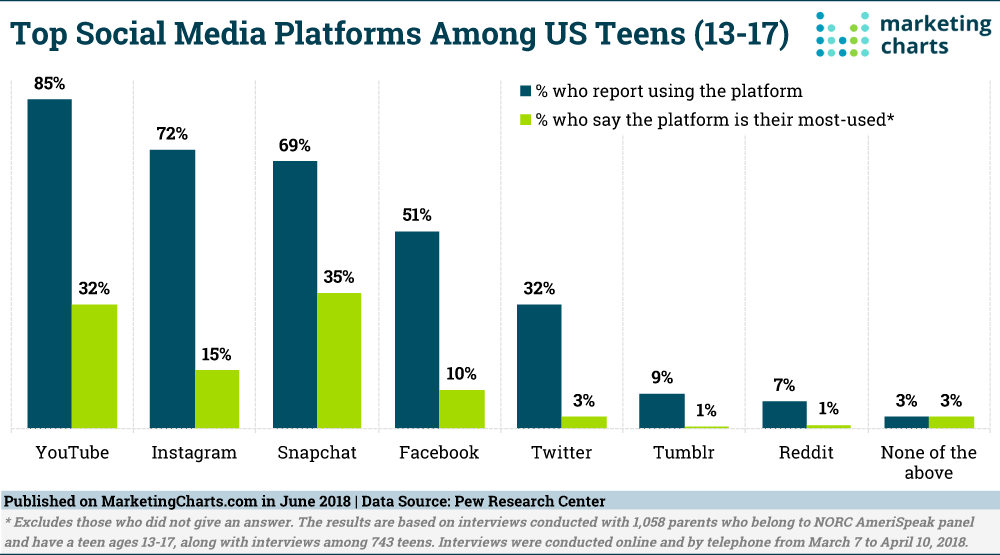 Top Social Media Platforms Among US Teens (13-17)
marketing
charts
% who report using the platform
% who say the platform is their most-used*
85%
32%
72%
15%
69%
35%
51%
10%
32%
3%
9%
1%
7%
1%
3%
3%
YouTube
Instagram
Snapchat
Facebook
Twitter
Tumblr
Reddit
None of the
above
Published on MarketingCharts.com in June 2018 | Data Source: Pew Research Center
* Excludes those who did not give an answer. The results are based on interviews conducted with 1,058 parents who belong to NORC AmeriSpeak panel
and have a teen ages 13-17, along with interviews among 743 teens. Interviews were conducted online and by telephone from March 7 to April 10, 2018.